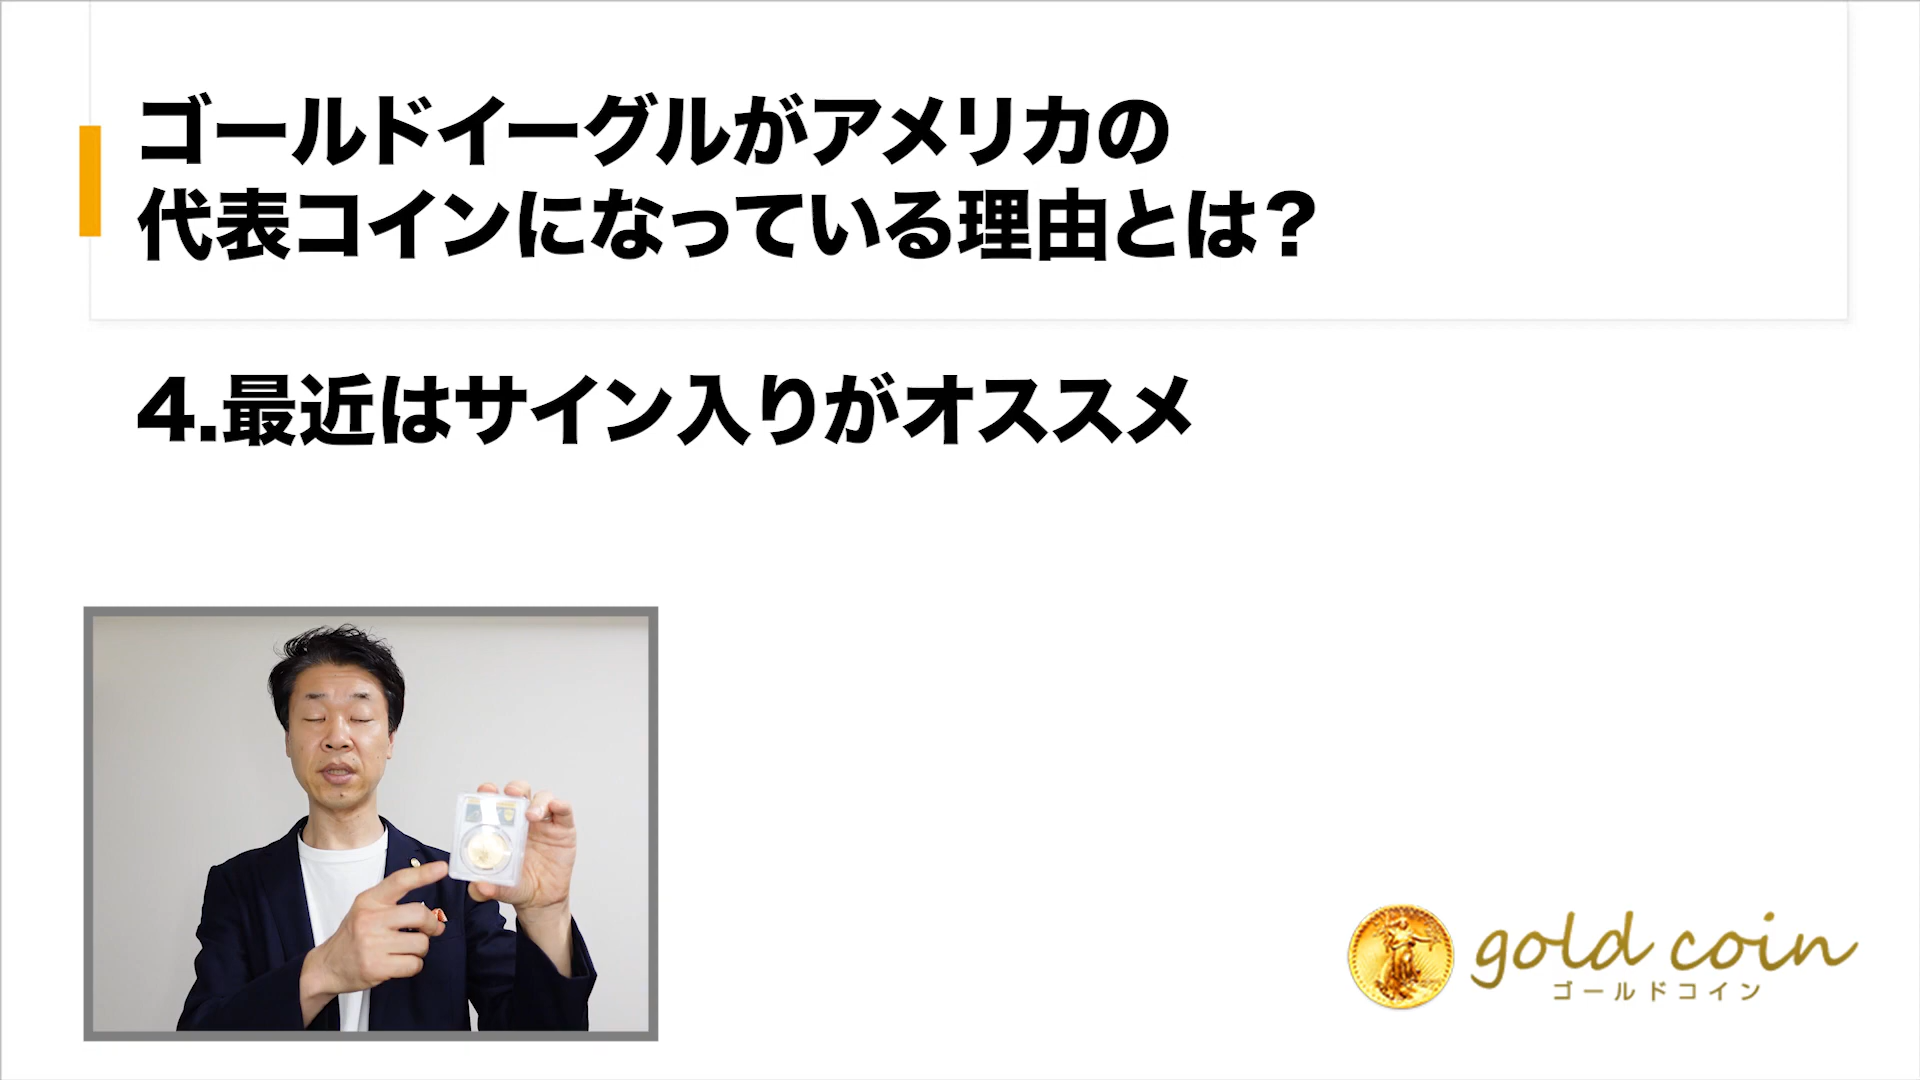 ゴールドイーグルがアメリカの
代表コインになっている理由とは？
4.最近はサイン入りがオススメ
gold coin
ゴールドコイン